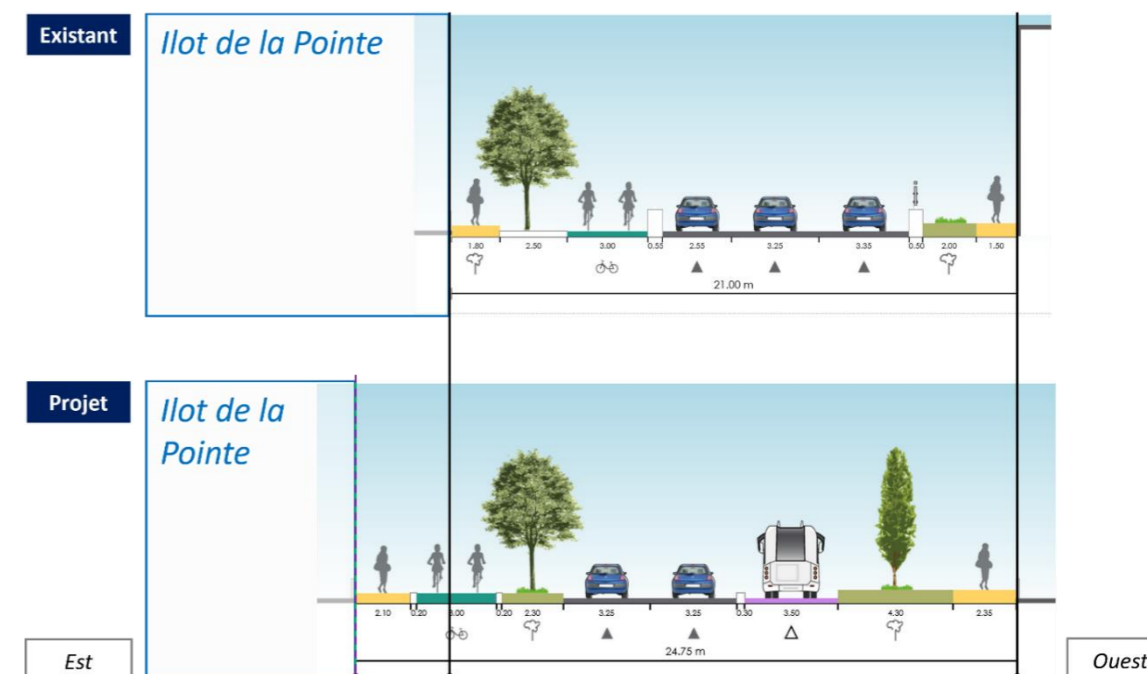 Existant
Ilot de la Pointe
1.80 2.50 3.00 0.55 2.55 3.25 3.35 0.50 2.00 1.50
21.00 m
Projet
Ilot de la
Pointe
2.10 0.20 3.00 0.20 2.30 3.25 3.25 0.30 3.50 4.30 2.35
24.75 m
Est
Ouest